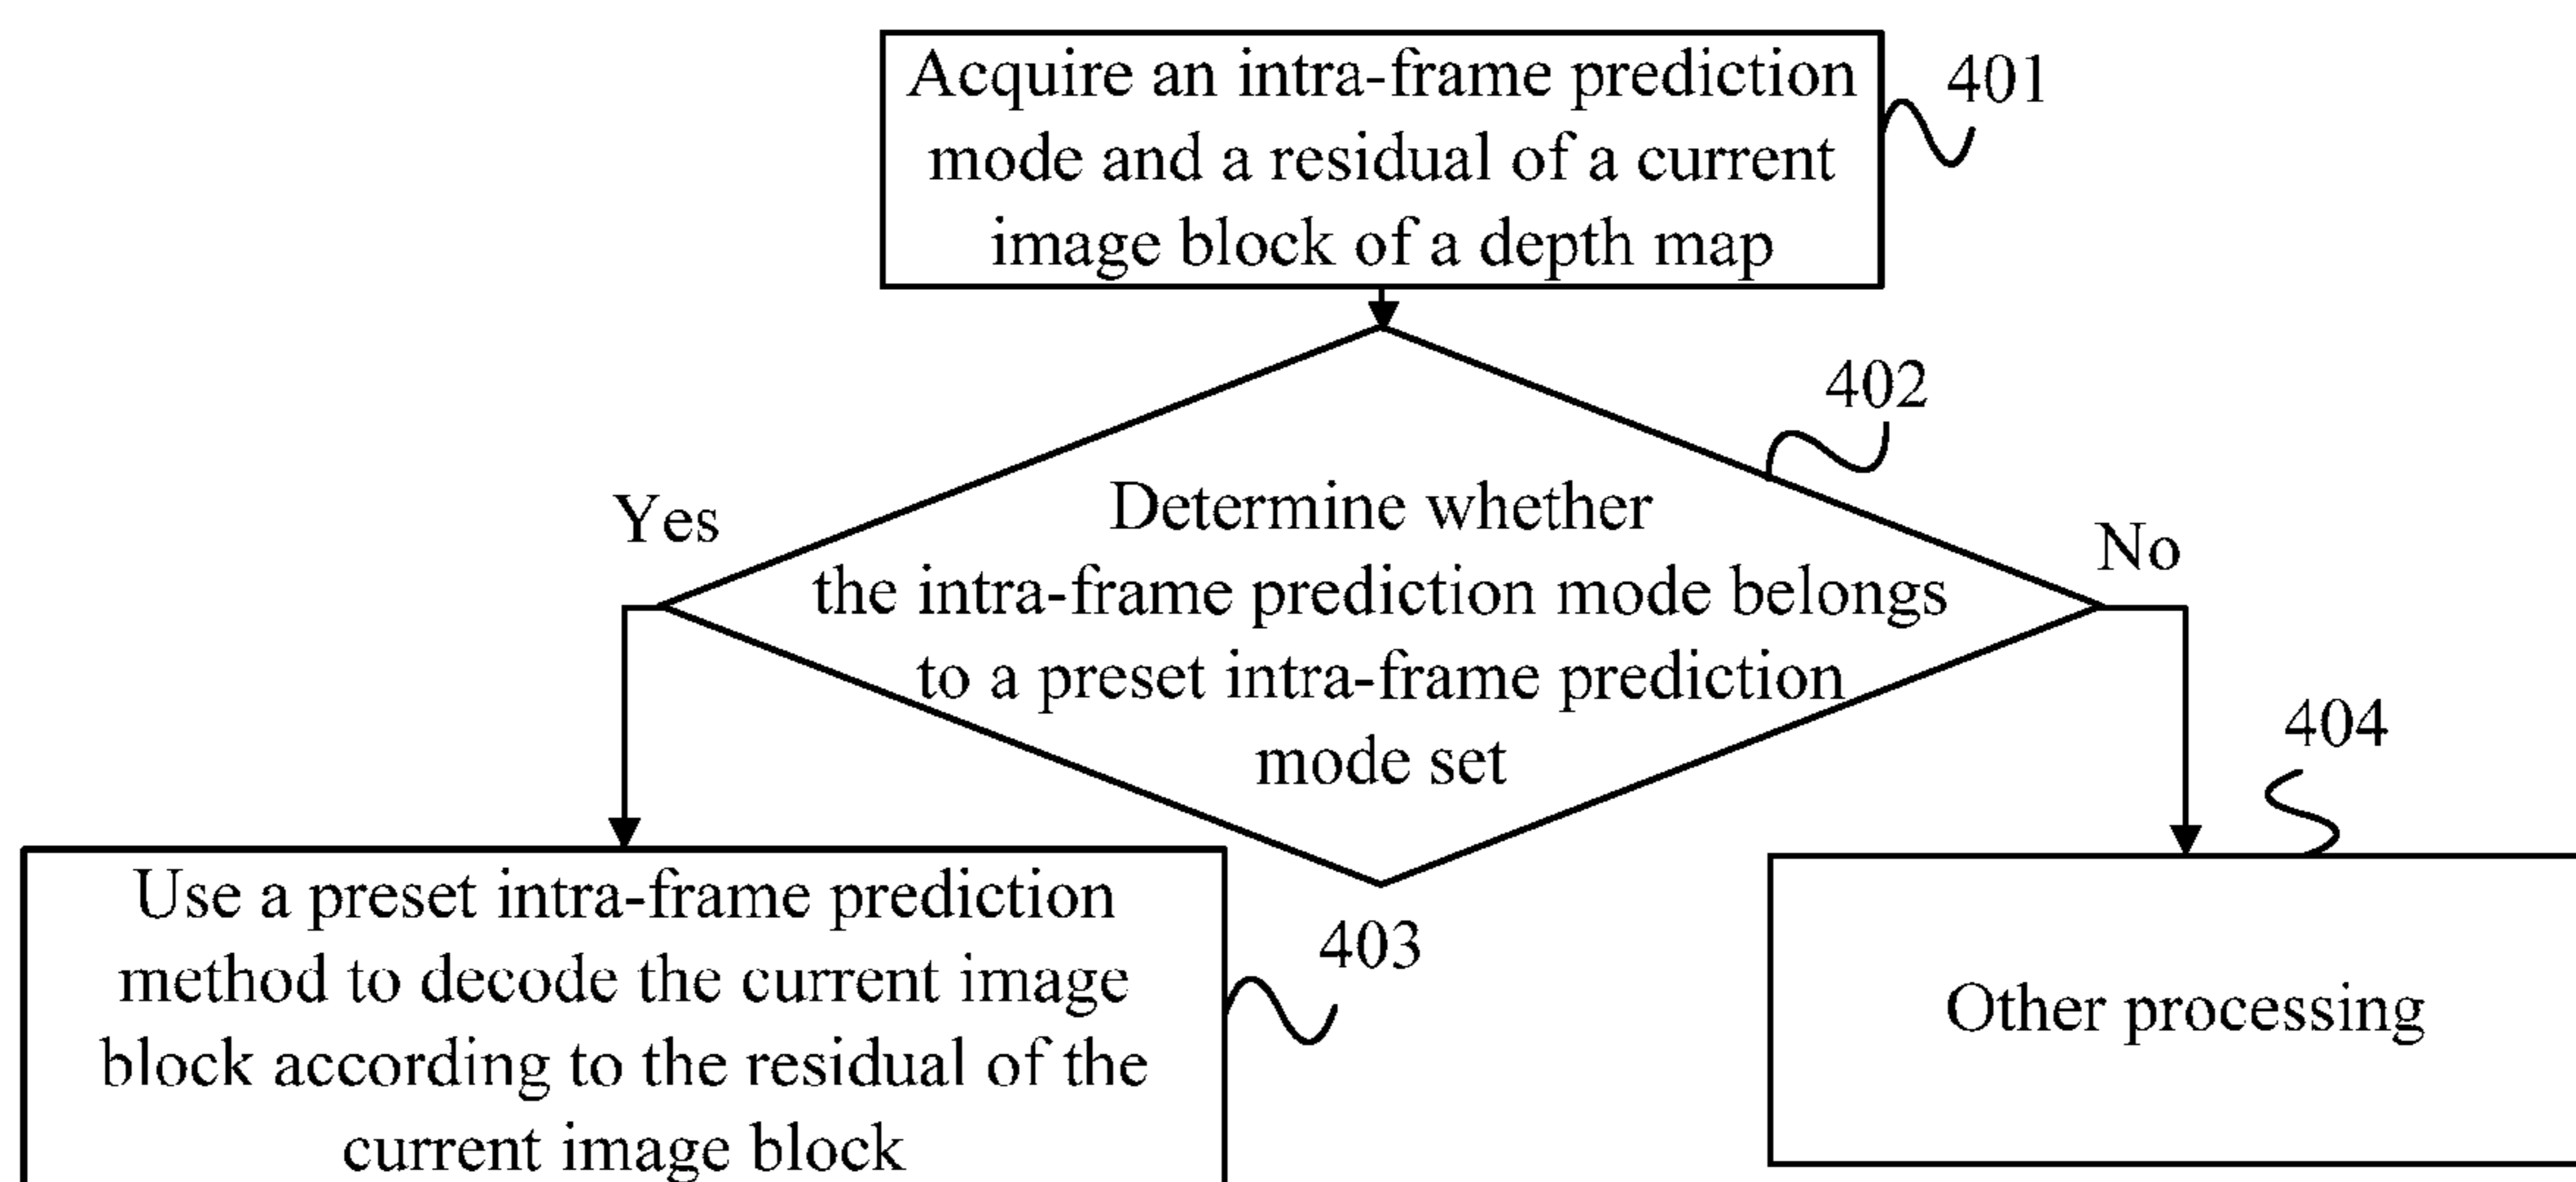 Acquire an intra-frame prediction
mode and a residual of a current
image block of a depth map
401
402
Determine whether
the intra-frame prediction mode belongs
to a preset intra-frame prediction
mode set
Yes
No
Use a preset intra-frame prediction
method to decode the current image
block according to the residual of the
current image block
403
404
Other processing